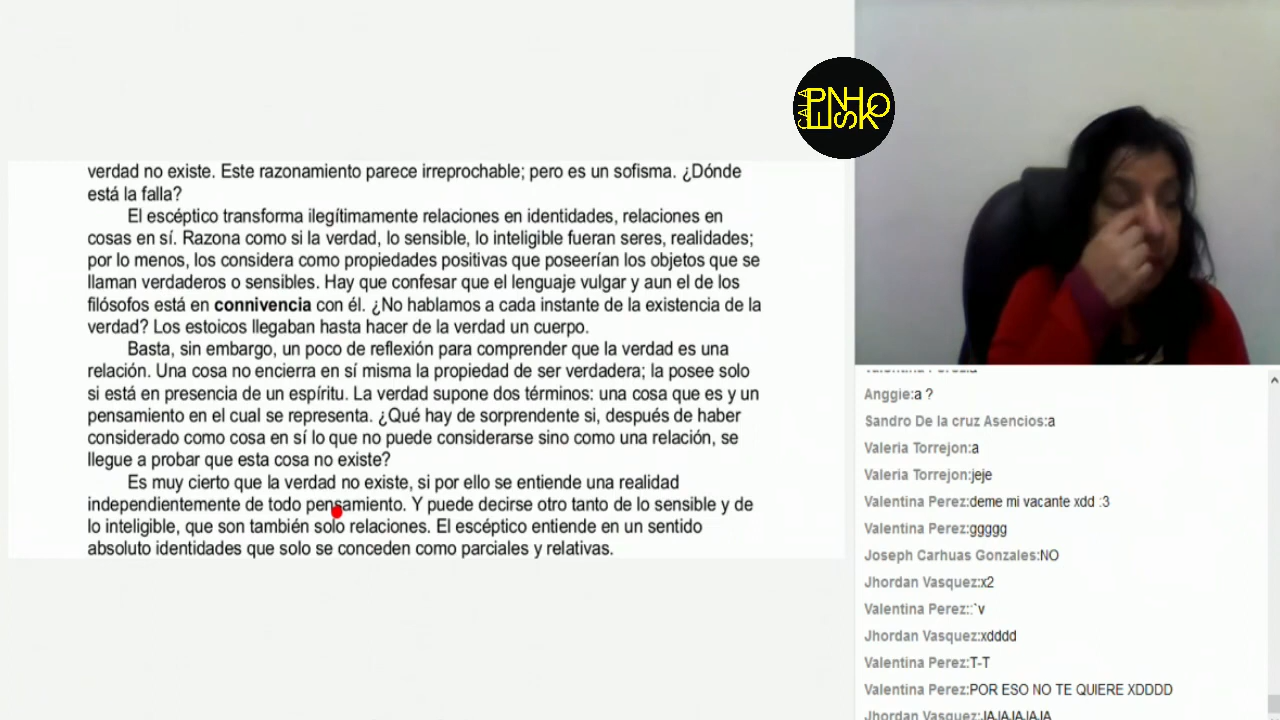 verdad no existe. Este razonamiento parece irreprochable; pero es un sofisma. ¿Dónde
está la falla?
El escéptico transforma ilegítimamente relaciones en identidades, relaciones en
cosas en sí. Razona como si la verdad, lo sensible, lo inteligible fueran seres, realidades;
por lo menos, los considera como propiedades positivas que poseerían los objetos que se
llaman verdaderos o sensibles. Hay que confesar que el lenguaje vulgar y aun el de los
filósofos está en connivencia con él. ¿No hablamos a cada instante de la existencia de la
verdad? Los estoicos llegaban hasta hacer de la verdad un cuerpo.
Basta, sin embargo, un poco de reflexión para comprender que la verdad es una
relación. Una cosa no encierra en sí misma la propiedad de ser verdadera; la posee solo
si está en presencia de un espíritu. La verdad supone dos términos: una cosa que es y un
pensamiento en el cual se representa. ¿Qué hay de sorprendente si, después de haber
considerado como cosa en sí lo que no puede considerarse sino como una relación, se
llegue a probar que esta cosa no existe?
Es muy cierto que la verdad no existe, si por ello se entiende una realidad
independientemente de todo pensamiento. Y puede decirse otro tanto de lo sensible y de
lo inteligible, que son también solo relaciones. El escéptico entiende en un sentido
absoluto identidades que solo se conceden como parciales y relativas.
Anggie:a ?
Sandro De la cruz Asencios:a
Valeria Torrejon:a
Valeria Torrejon:jeje
Valentina Perez:deme mi vacante xdd :3
Valentina Perez:ggggg
Joseph Carhuas Gonzales:NO
Jhordan Vasquez:x2
Valentina Perez::`v
Jhordan Vasquez:xdddd
Valentina Perez:T-T
Valentina Perez:POR ESO NO TE QUIERE XDDDD
Jhordan Vasquez:JAJAJAJAJA